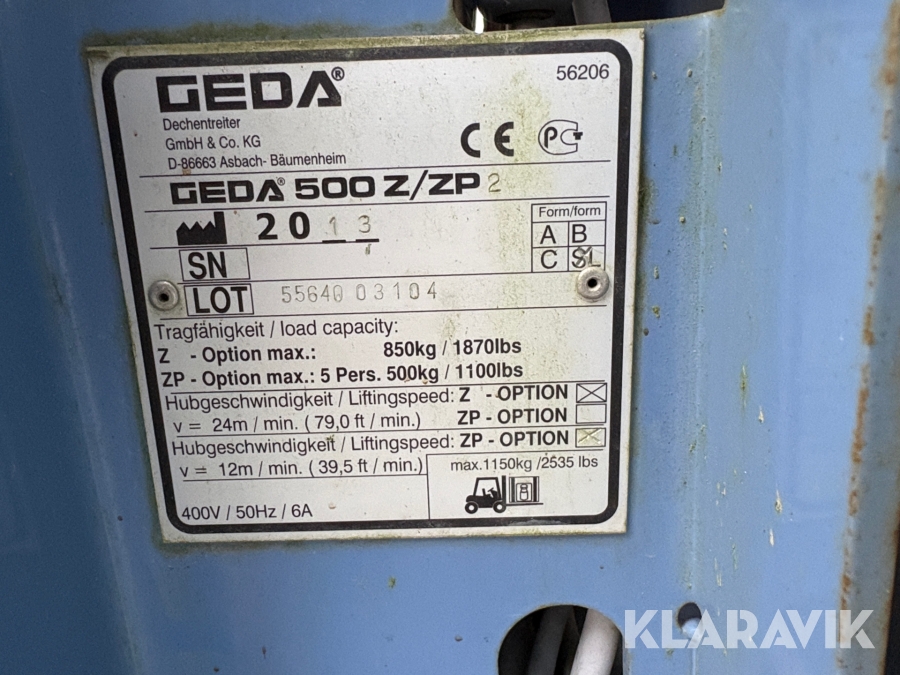 GEDA®
56206
Dechentreiter
GmbH & Co. KG
D-86663 Asbach- Bäumenheim
CE PCT
GEDA® 500 Z/ZP 2
2013
Form/form
A B
C SL
SN
LOT 55640 03104
Tragfähigkeit / load capacity:
Z - Option max.: 850kg / 1870lbs
ZP - Option max.: 5 Pers. 500kg / 1100lbs
Hubgeschwindigkeit / Liftingspeed: Z - OPTION
v = 24m / min. ( 79,0 ft / min.) ZP - OPTION
Hubgeschwindigkeit / Liftingspeed: ZP - OPTION
v = 12m / min. ( 39,5 ft / min.)
max.1150kg /2535 lbs
400V / 50Hz / 6A
KLARAVIK